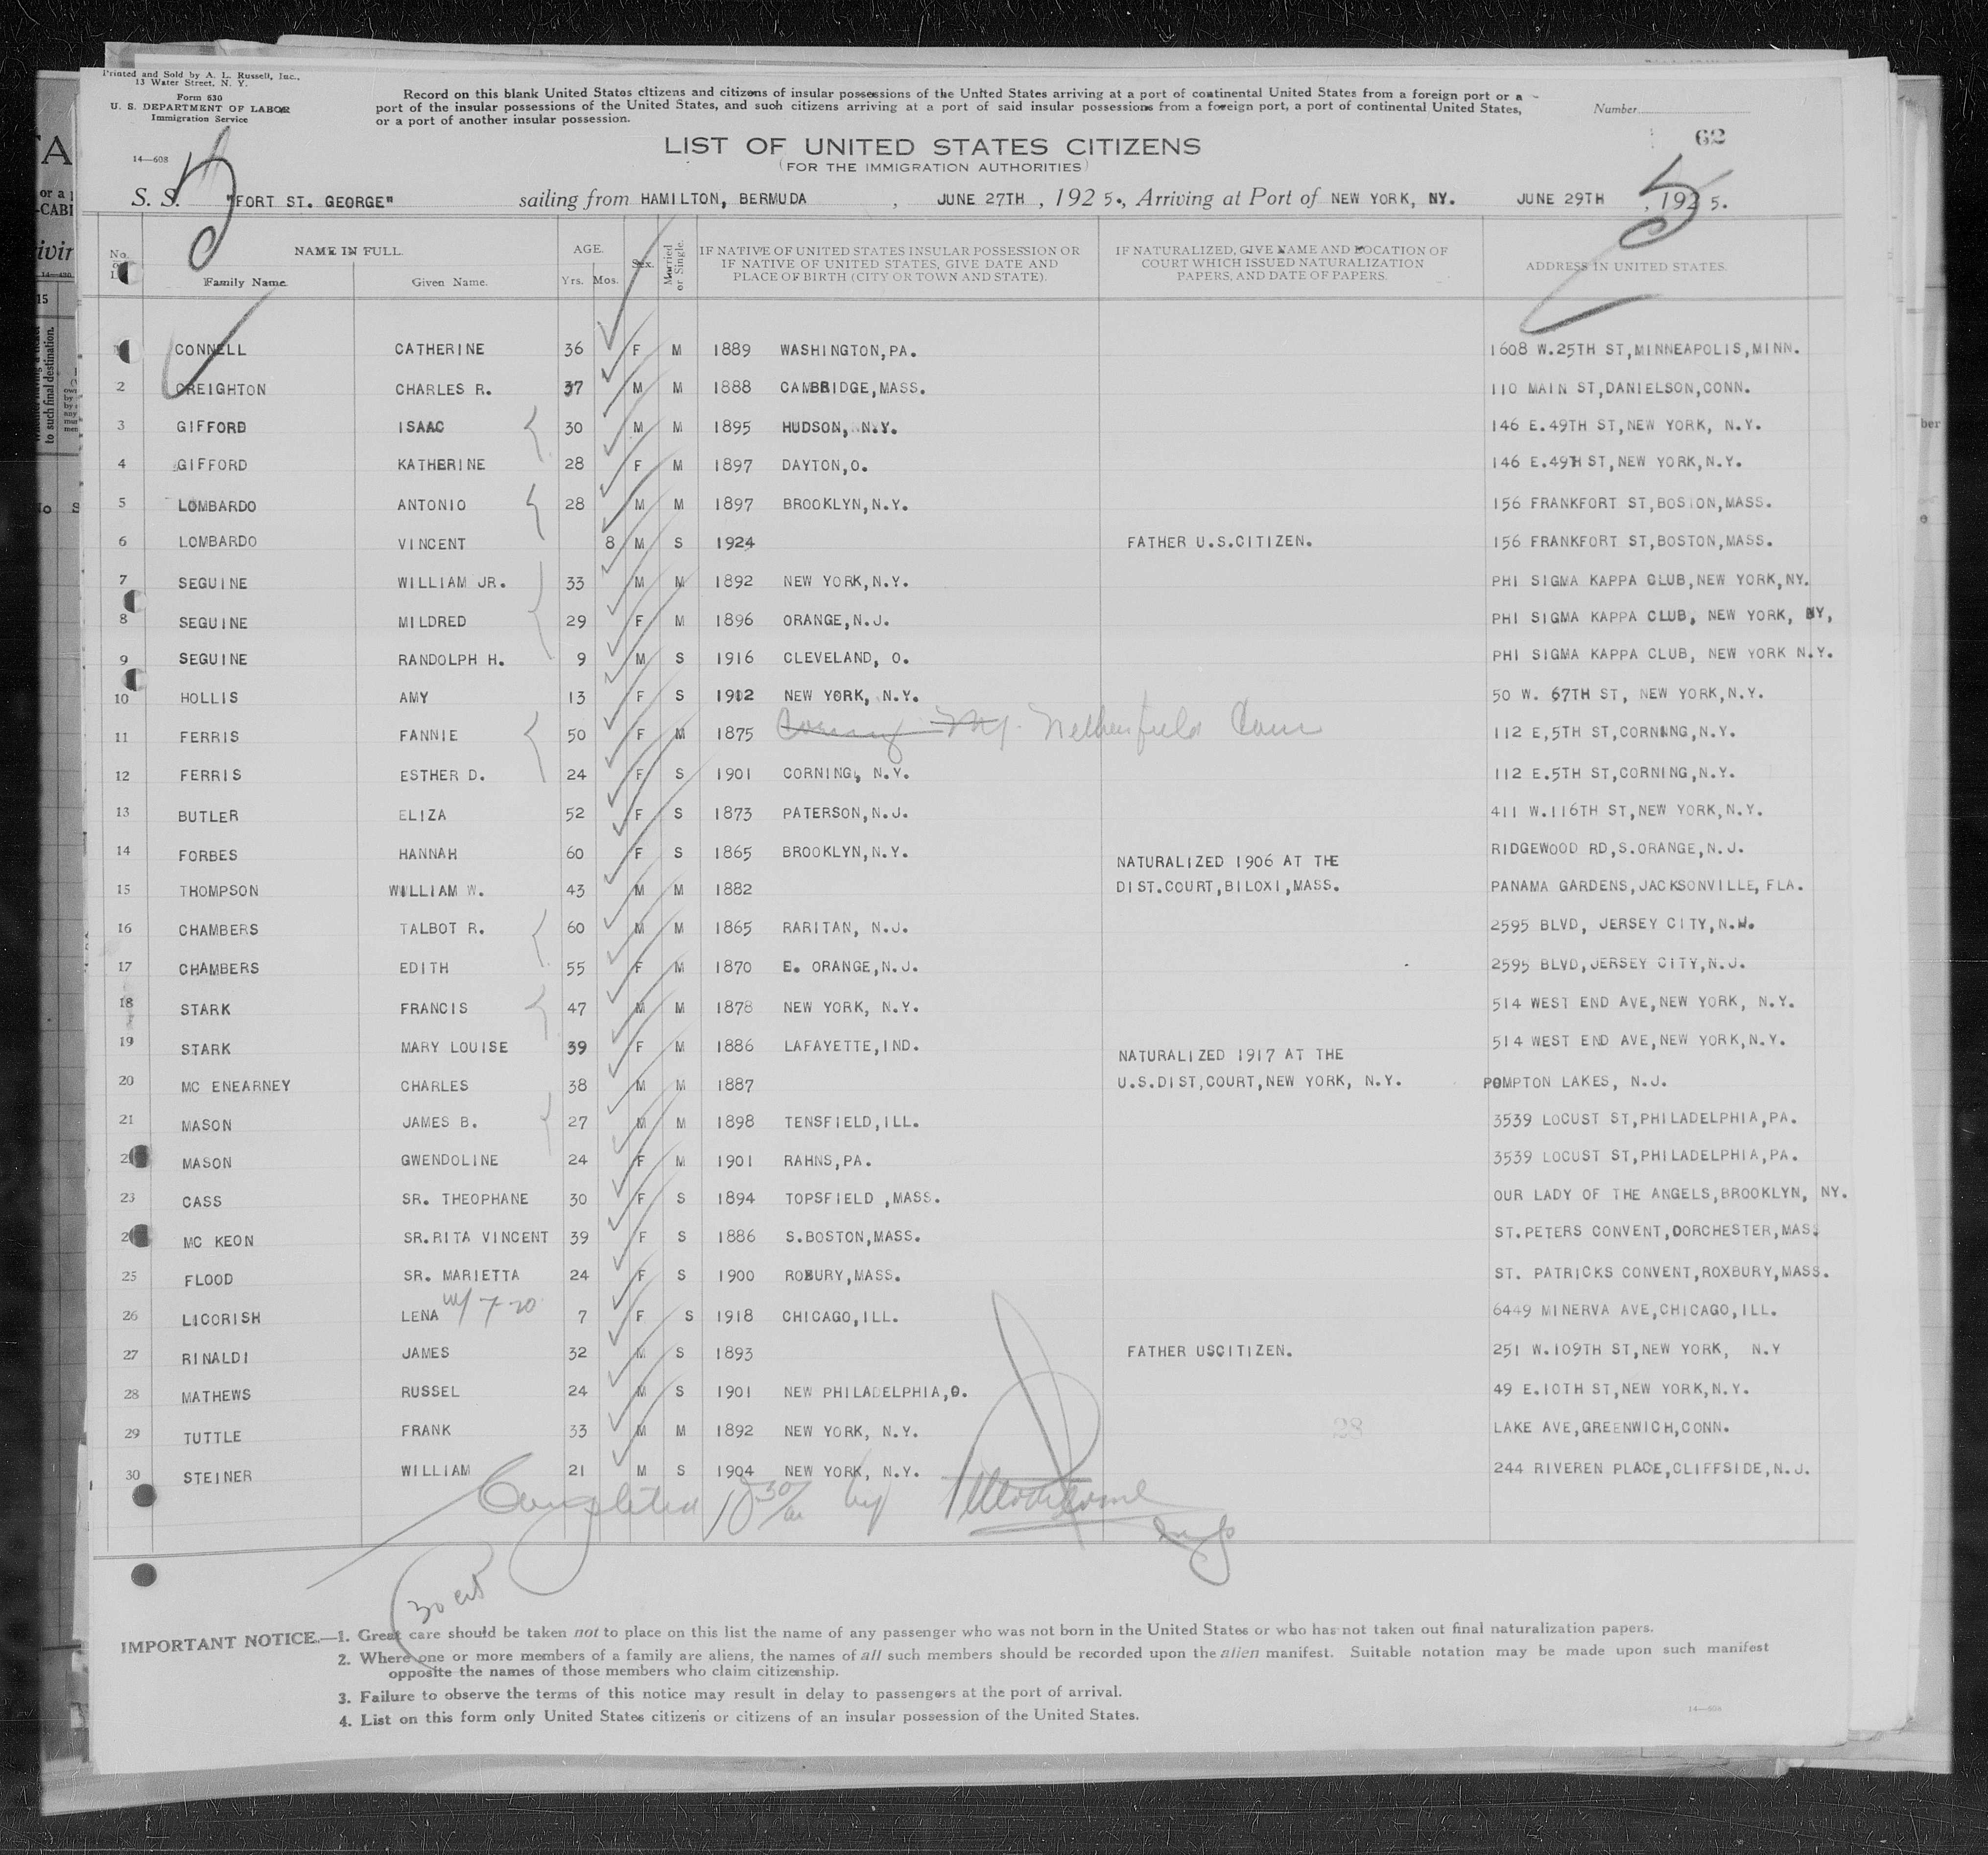 Printed and Sold by A. L. Russell, Inc.,
13 Water Street, N. Y.
Form 630
U. S. DEPARTMENT OF LABOR
Immigration Service
14—608
Record on this blank United States citizens and citizens of insular possessions of the United States arriving at a port of continental United States from a foreign port or a
port of the insular possessions of the United States, and such citizens arriving at a port of said insular possessions from a foreign port, a port of continental United States,
or a port of another insular possession.
Number
62
LIST OF UNITED STATES CITIZENS
(FOR THE IMMIGRATION AUTHORITIES)
5 5
S. S. "FORT ST. GEORGE" sailing from HAMILTON, BERMUDA , JUNE 27TH , 192 5., Arriving at Port of NEW YORK, NY. JUNE 29TH , 192 5.
No. NAME IN FULL. AGE. Sex. Married or Single. IF NATIVE OF UNITED STATES INSULAR POSSESSION OR IF NATIVE OF UNITED STATES, GIVE DATE AND PLACE OF BIRTH (CITY OR TOWN AND STATE). IF NATURALIZED, GIVE NAME AND LOCATION OF COURT WHICH ISSUED NATURALIZATION PAPERS, AND DATE OF PAPERS. ADDRESS IN UNITED STATES.
Family Name. Given Name. Yrs. Mos.
CONNELL CATHERINE 36 F M 1889 WASHINGTON,PA. 1608 W.25TH ST,MINNEAPOLIS,MINN.
2 CREIGHTON CHARLES R. 37 M M 1888 CAMBRIDGE,MASS. 110 MAIN ST,DANIELSON,CONN.
3 GIFFORD ISAAC 30 M M 1895 HUDSON, N.Y. 146 E.49TH ST,NEW YORK, N.Y.
4 GIFFORD KATHERINE 28 F M 1897 DAYTON,O. 146 E.49TH ST,NEW YORK,N.Y.
5 LOMBARDO ANTONIO 28 M M 1897 BROOKLYN,N.Y. 156 FRANKFORT ST,BOSTON,MASS.
6 LOMBARDO VINCENT 8 M S 1924 FATHER U.S.CITIZEN. 156 FRANKFORT ST,BOSTON,MASS.
7 SEGUINE WILLIAM JR. 33 M M 1892 NEW YORK,N.Y. PHI SIGMA KAPPA CLUB,NEW YORK,NY.
8 SEGUINE MILDRED 29 F M 1896 ORANGE,N.J. PHI SIGMA KAPPA CLUB, NEW YORK, NY,
9 SEGUINE RANDOLPH H. 9 M S 1916 CLEVELAND, O. PHI SIGMA KAPPA CLUB, NEW YORK N.Y.
10 HOLLIS AMY 13 F S 1912 NEW YORK, N.Y. 50 W. 67TH ST, NEW YORK,N.Y.
11 FERRIS FANNIE 50 F M 1875 Corning N.Y. Netherfield Conn 112 E,5TH ST,CORNING,N.Y.
12 FERRIS ESTHER D. 24 F S 1901 CORNING, N.Y. 112 E.5TH ST,CORNING,N.Y.
13 BUTLER ELIZA 52 F S 1873 PATERSON,N.J. 411 W.116TH ST,NEW YORK,N.Y.
14 FORBES HANNAH 60 F S 1865 BROOKLYN,N.Y. RIDGEWOOD RD,S.ORANGE,N.J.
NATURALIZED 1906 AT THE
15 THOMPSON WILLIAM W. 43 M M 1882 DIST.COURT,BILOXI,MASS. PANAMA GARDENS,JACKSONVILLE,FLA.
16 CHAMBERS TALBOT R. 60 M M 1865 RARITAN, N.J. 2595 BLVD, JERSEY CITY,N.W.
17 CHAMBERS EDITH 55 F M 1870 E. ORANGE,N.J. 2595 BLVD,JERSEY CITY,N.J.
18 STARK FRANCIS 47 M M 1878 NEW YORK, N.Y. 514 WEST END AVE,NEW YORK, N.Y.
19 STARK MARY LOUISE 39 F M 1886 LAFAYETTE,IND. 514 WEST END AVE,NEW YORK,N.Y.
NATURALIZED 1917 AT THE
20 MC ENEARNEY CHARLES 38 M M 1887 U.S.DIST,COURT,NEW YORK, N.Y. POMPTON LAKES, N.J.
21 MASON JAMES B. 27 M M 1898 TENSFIELD,ILL. 3539 LOCUST ST,PHILADELPHIA,PA.
2 MASON GWENDOLINE 24 F M 1901 RAHNS,PA. 3539 LOCUST ST,PHILADELPHIA,PA.
23 CASS SR. THEOPHANE 30 F S 1894 TOPSFIELD ,MASS. OUR LADY OF THE ANGELS,BROOKLYN, NY.
2 MC KEON SR.RITA VINCENT 39 F S 1886 S.BOSTON,MASS. ST.PETERS CONVENT,DORCHESTER,MASS
25 FLOOD SR. MARIETTA 24 F S 1900 ROXBURY,MASS. ST. PATRICKS CONVENT,ROXBURY,MASS.
26 LICORISH LENA w/ 7-20 7 F S 1918 CHICAGO,ILL. 6449 MINERVA AVE,CHICAGO,ILL.
27 RINALDI JAMES 32 M S 1893 FATHER USCITIZEN. 251 W.109TH ST,NEW YORK, N.Y
28 MATHEWS RUSSEL 24 M S 1901 NEW PHILADELPHIA,O. 49 E.10TH ST,NEW YORK,N.Y.
29 TUTTLE FRANK 33 M M 1892 NEW YORK, N.Y. 28 LAKE AVE,GREENWICH,CONN.
30 STEINER WILLIAM 21 M S 1904 NEW YORK, N.Y. 244 RIVEREN PLACE,CLIFFSIDE,N.J.
Completed 10 30/am by
Insp
30 cit
IMPORTANT NOTICE.—1. Great care should be taken not to place on this list the name of any passenger who was not born in the United States or who has not taken out final naturalization papers.
2. Where one or more members of a family are aliens, the names of all such members should be recorded upon the alien manifest. Suitable notation may be made upon such manifest
opposite the names of those members who claim citizenship.
3. Failure to observe the terms of this notice may result in delay to passengers at the port of arrival.
4. List on this form only United States citizens or citizens of an insular possession of the United States.
14—608